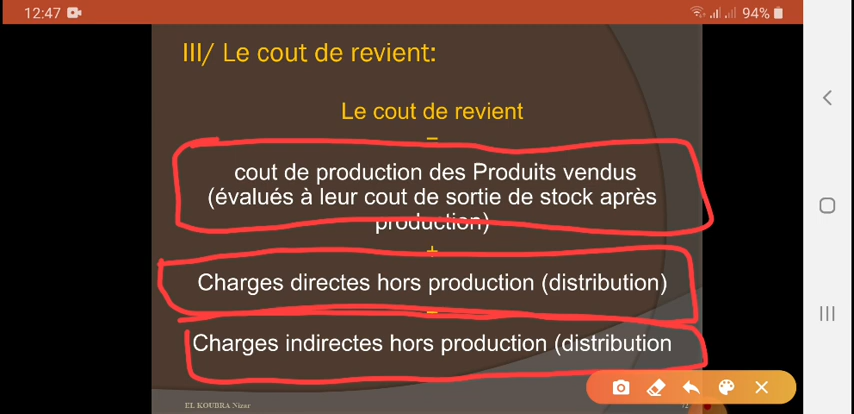 12:47
94%
III/ Le cout de revient:
Le cout de revient
=
cout de production des Produits vendus
(évalués à leur cout de sortie de stock après
production)
+
Charges directes hors production (distribution)
Charges indirectes hors production (distribution
EL KOUBRA Nizar